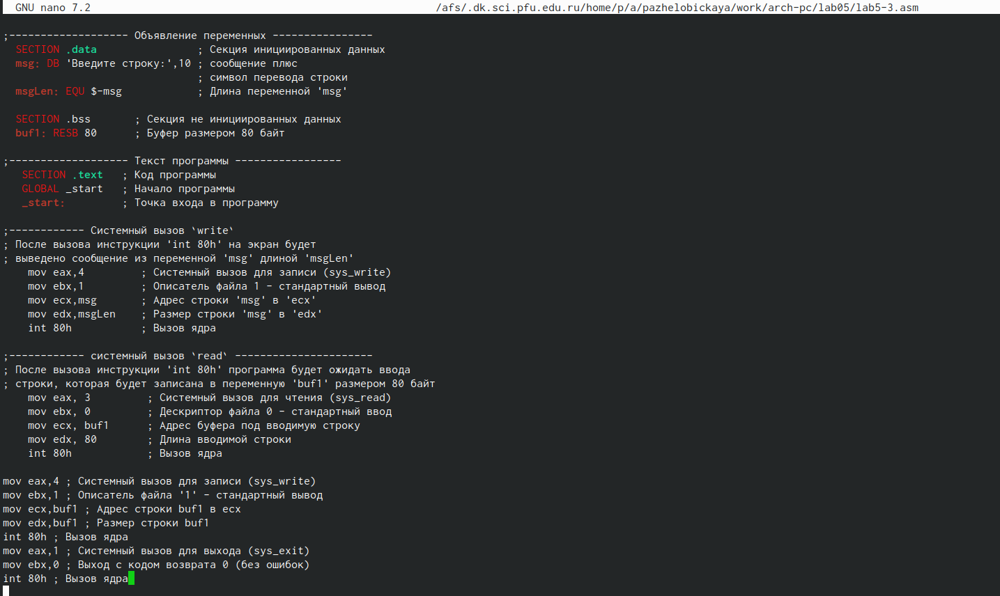 GNU nano 7.2 /afs/.dk.sci.pfu.edu.ru/home/p/a/pazhelobickaya/work/arch-pc/lab05/lab5-3.asm
;------------------- Объявление переменных ----------------
SECTION .data ; Секция инициированных данных
msg: DB 'Введите строку:',10 ; сообщение плюс
; символ перевода строки
msgLen: EQU $-msg ; Длина переменной 'msg'
SECTION .bss ; Секция не инициированных данных
buf1: RESB 80 ; Буфер размером 80 байт
;------------------- Текст программы -----------------
SECTION .text ; Код программы
GLOBAL _start ; Начало программы
_start: ; Точка входа в программу
;------------ Системный вызов `write`
; После вызова инструкции 'int 80h' на экран будет
; выведено сообщение из переменной 'msg' длиной 'msgLen'
mov eax,4 ; Системный вызов для записи (sys_write)
mov ebx,1 ; Описатель файла 1 - стандартный вывод
mov ecx,msg ; Адрес строки 'msg' в 'ecx'
mov edx,msgLen ; Размер строки 'msg' в 'edx'
int 80h ; Вызов ядра
;------------ системный вызов `read` ----------------------
; После вызова инструкции 'int 80h' программа будет ожидать ввода
; строки, которая будет записана в переменную 'buf1' размером 80 байт
mov eax, 3 ; Системный вызов для чтения (sys_read)
mov ebx, 0 ; Дескриптор файла 0 - стандартный ввод
mov ecx, buf1 ; Адрес буфера под вводимую строку
mov edx, 80 ; Длина вводимой строки
int 80h ; Вызов ядра
mov eax,4 ; Системный вызов для записи (sys_write)
mov ebx,1 ; Описатель файла '1' - стандартный вывод
mov ecx,buf1 ; Адрес строки buf1 в ecx
mov edx,buf1 ; Размер строки buf1
int 80h ; Вызов ядра
mov eax,1 ; Системный вызов для выхода (sys_exit)
mov ebx,0 ; Выход с кодом возврата 0 (без ошибок)
int 80h ; Вызов ядра